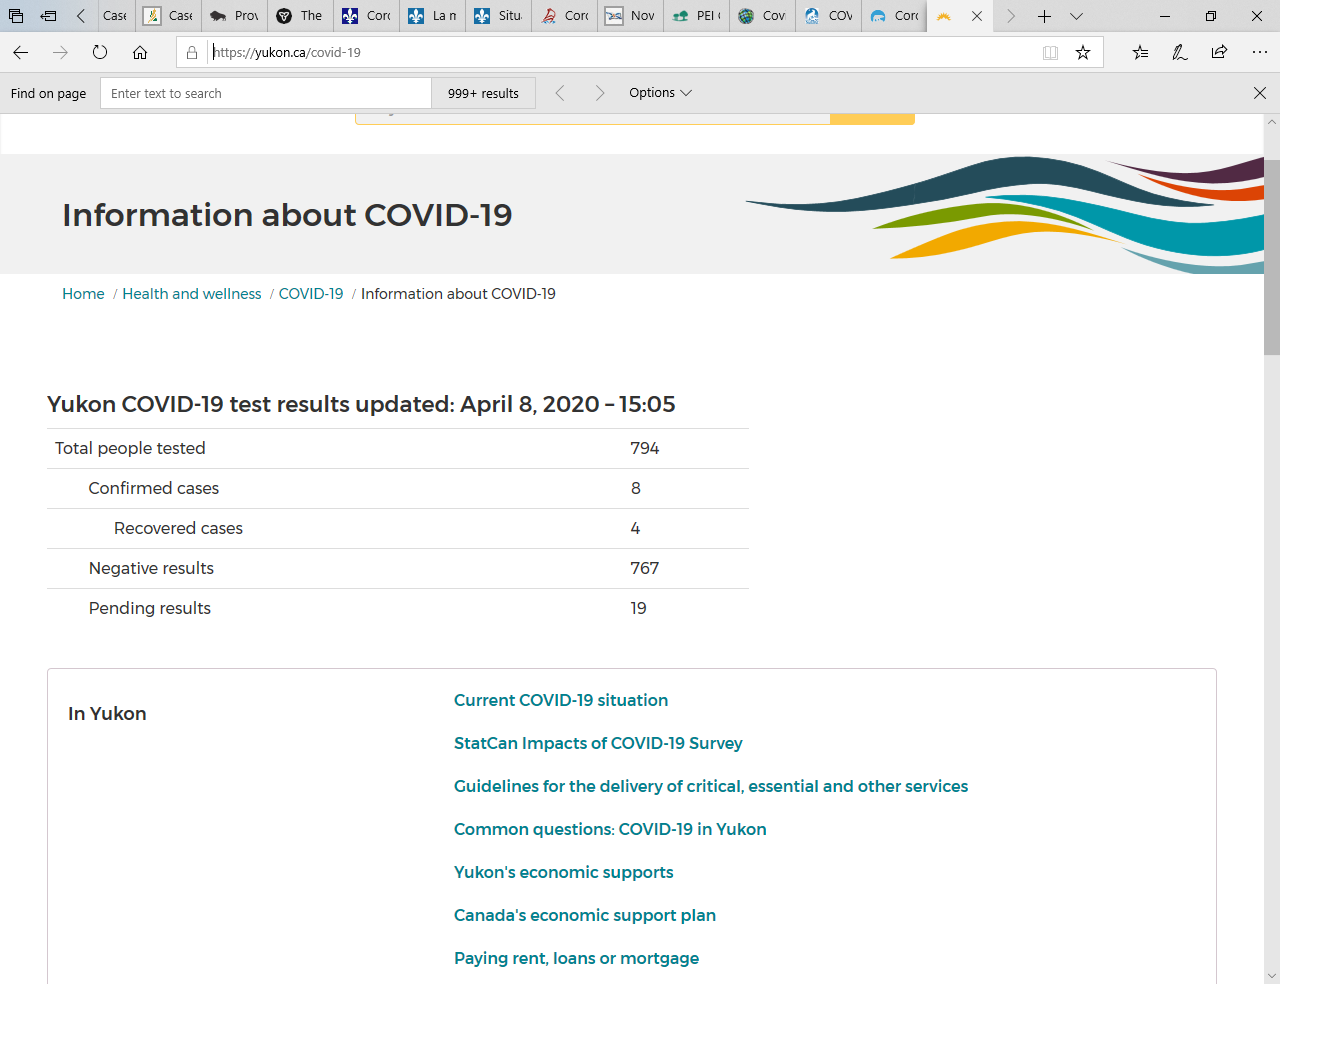 Case Case Prov The Corc La m Situ Corc Nov PEI Cov COV Corc
https://yukon.ca/covid-19
Find on page Enter text to search 999+ results Options
Information about COVID-19
Home / Health and wellness / COVID-19 / Information about COVID-19
Yukon COVID-19 test results updated: April 8, 2020 – 15:05
Total people tested 794
Confirmed cases 8
Recovered cases 4
Negative results 767
Pending results 19
In Yukon
Current COVID-19 situation
StatCan Impacts of COVID-19 Survey
Guidelines for the delivery of critical, essential and other services
Common questions: COVID-19 in Yukon
Yukon's economic supports
Canada's economic support plan
Paying rent, loans or mortgage